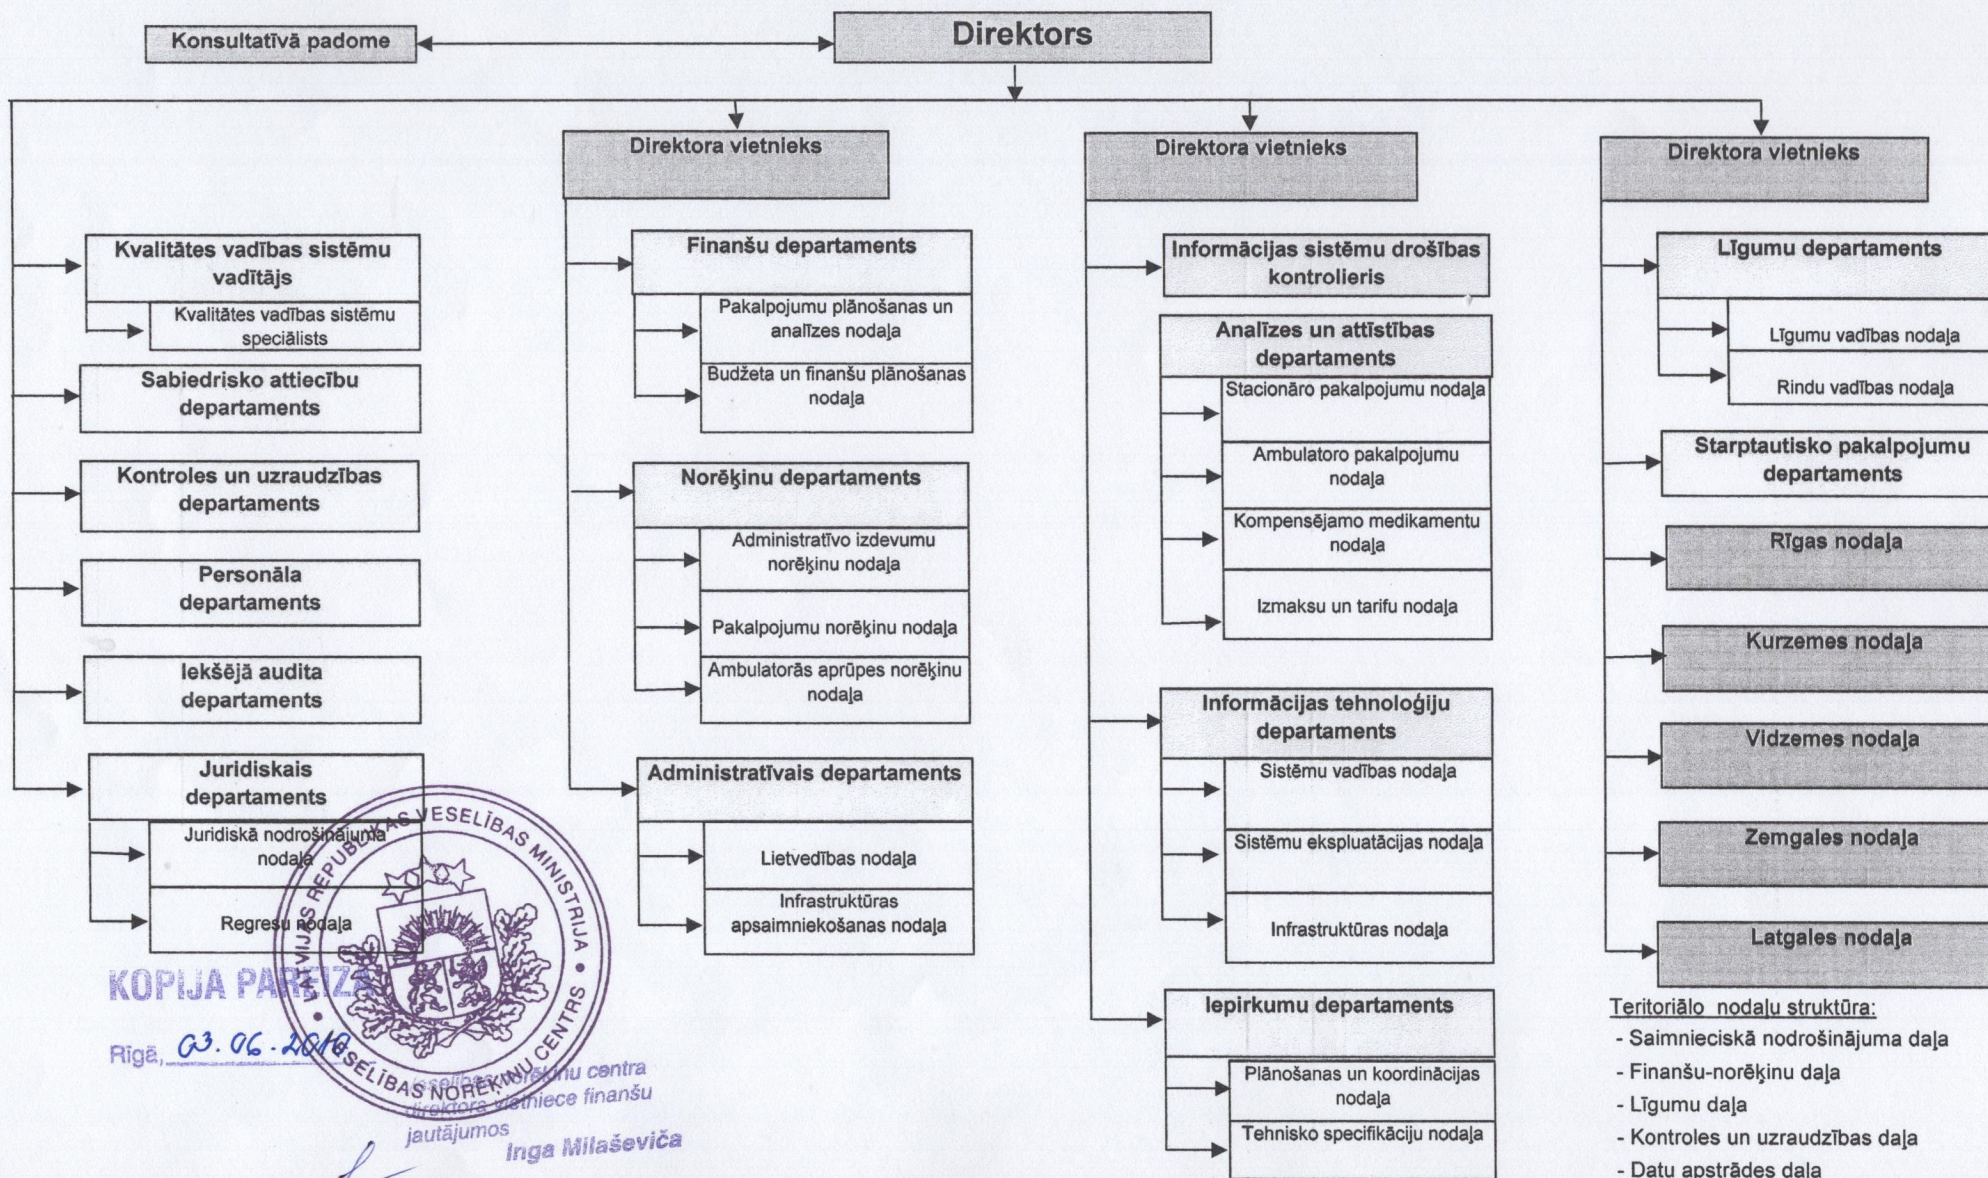 Konsultatīvā padome
Direktors
Kvalitātes vadības sistēmu
vadītājs
Kvalitātes vadības sistēmu
speciālists
Sabiedrisko attiecību
departaments
Kontroles un uzraudzības
departaments
Personāla
departaments
Iekšējā audita
departaments
Juridiskais
departaments
Juridiskā nodrošinājuma
nodaļa
Regresu nodaļa
Direktora vietnieks
Finanšu departaments
Pakalpojumu plānošanas un
analīzes nodaļa
Budžeta un finanšu plānošanas
nodaļa
Norēķinu departaments
Administratīvo izdevumu
norēķinu nodaļa
Pakalpojumu norēķinu nodaļa
Ambulatorās aprūpes norēķinu
nodaļa
Administratīvais departaments
Lietvedības nodaļa
Infrastruktūras
apsaimniekošanas nodaļa
Direktora vietnieks
Informācijas sistēmu drošības
kontrolieris
Analīzes un attīstības
departaments
Stacionāro pakalpojumu nodaļa
Ambulatoro pakalpojumu
nodaļa
Kompensējamo medikamentu
nodaļa
Izmaksu un tarifu nodaļa
Informācijas tehnoloģiju
departaments
Sistēmu vadības nodaļa
Sistēmu ekspluatācijas nodaļa
Infrastruktūras nodaļa
Iepirkumu departaments
Plānošanas un koordinācijas
nodaļa
Tehnisko specifikāciju nodaļa
Direktora vietnieks
Līgumu departaments
Līgumu vadības nodaļa
Rindu vadības nodaļa
Starptautisko pakalpojumu
departaments
Rīgas nodaļa
Kurzemes nodaļa
Vidzemes nodaļa
Zemgales nodaļa
Latgales nodaļa
Teritoriālo nodaļu struktūra:
- Saimnieciskā nodrošinājuma daļa
- Finanšu-norēķinu daļa
- Līgumu daļa
- Kontroles un uzraudzības daļa
- Datu apstrādes daļa
KOPIJA PAREIZA
Rīgā, 03.06.2010
LATVIJAS REPUBLIKAS VESELĪBAS MINISTRIJA
VESELĪBAS NORĒĶINU CENTRS
Veselības norēķinu centra
direktora vietniece finanšu
jautājumos
Inga Milaševiča